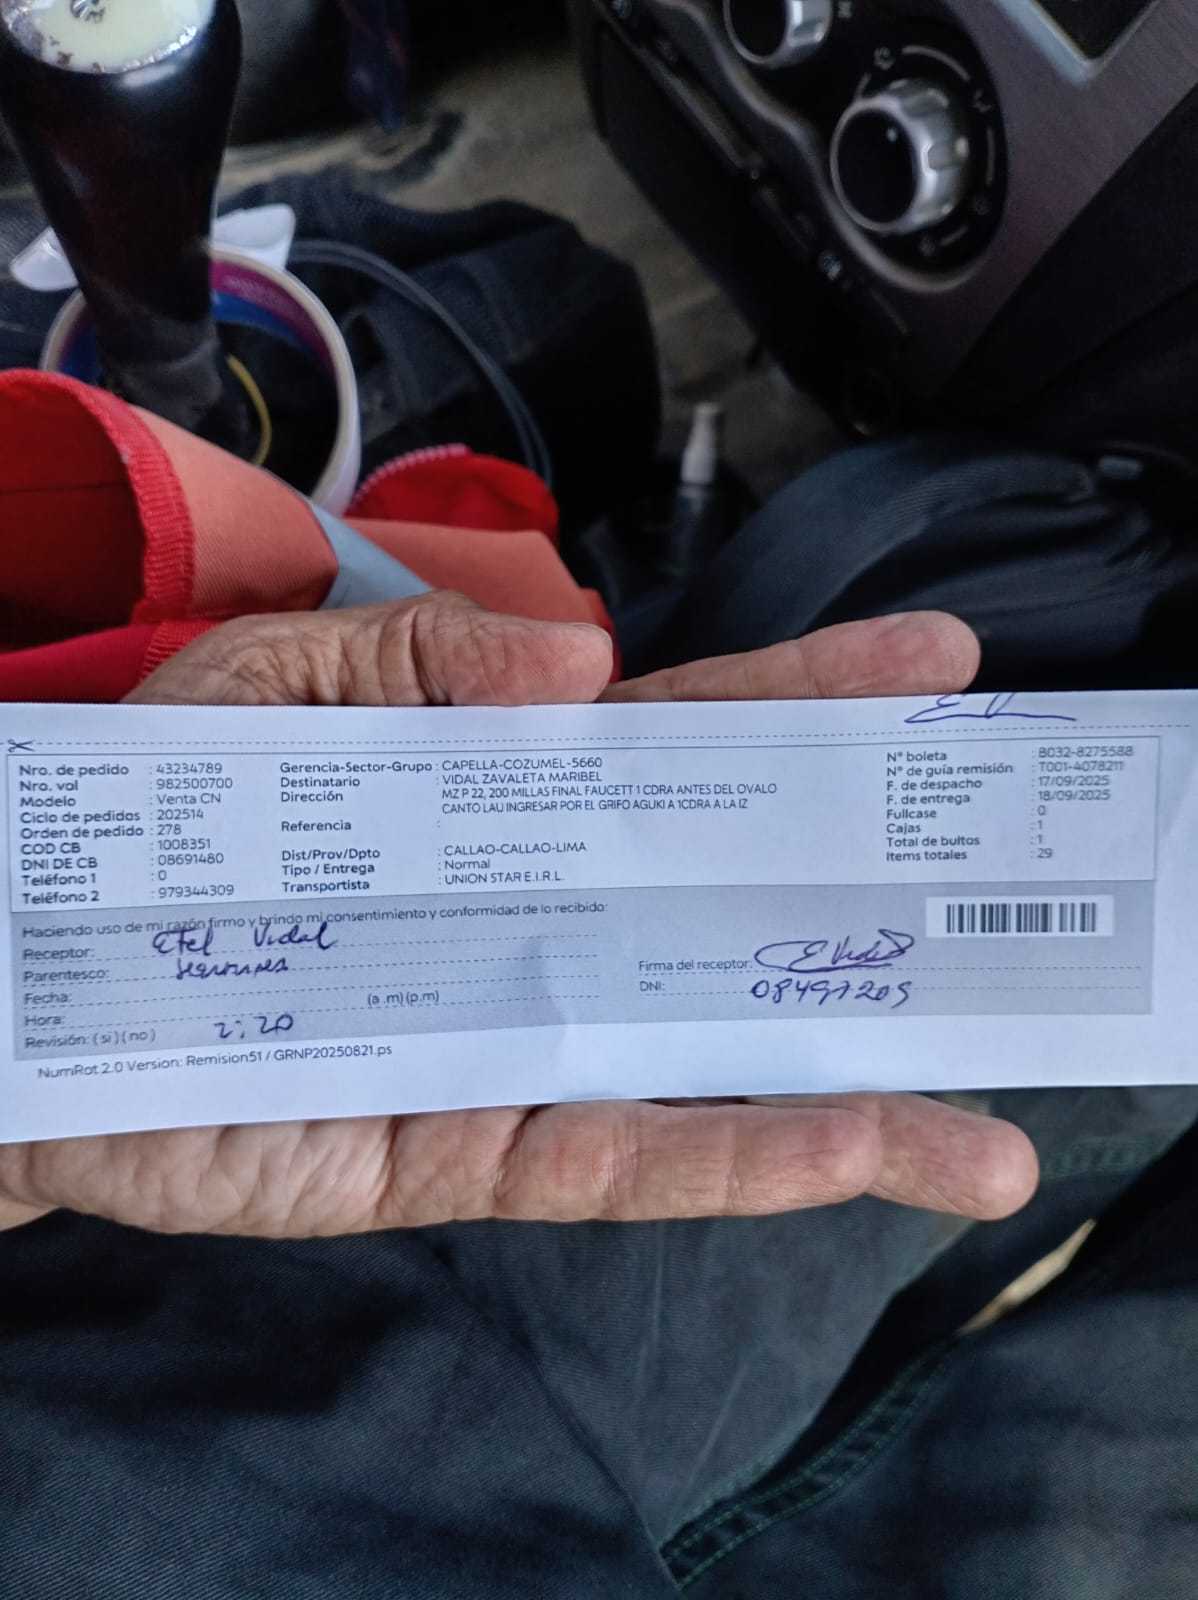 Nro. de pedido : 43234789
Nro. val : 982500700
Modelo : Venta CN
Ciclo de pedidos : 202514
Orden de pedido : 278
COD CB : 1008351
DNI DE CB : 08691480
Teléfono 1 : 0
Teléfono 2 : 979344309
Gerencia-Sector-Grupo : CAPELLA-COZUMEL-5660
Destinatario : VIDAL ZAVALETA MARIBEL
Dirección MZ P 22, 200 MILLAS FINAL FAUCETT 1 CDRA ANTES DEL OVALO
CANTO LAU INGRESAR POR EL GRIFO AGUKI A 1CDRA A LA IZ
Referencia :
Dist/Prov/Dpto : CALLAO-CALLAO-LIMA
Tipo / Entrega : Normal
Transportista : UNION STAR E.I.R.L.
N° boleta : B032-8275588
N° de guía remisión : T001-4078211
F. de despacho : 17/09/2025
F. de entrega : 18/09/2025
Fullcase : 0
Cajas : 1
Total de bultos : 1
Items totales : 29
Haciendo uso de mi razón firmo y brindo mi consentimiento y conformidad de lo recibido:
Receptor: Etel Vidal
Parentesco:
Fecha: (a .m) (p.m)
Hora:
Revisión: ( si ) ( no ) 2:20
Firma del receptor: E Vidal
DNI: 08497209
NumRot 2.0 Version: Remision51 / GRNP20250821.ps